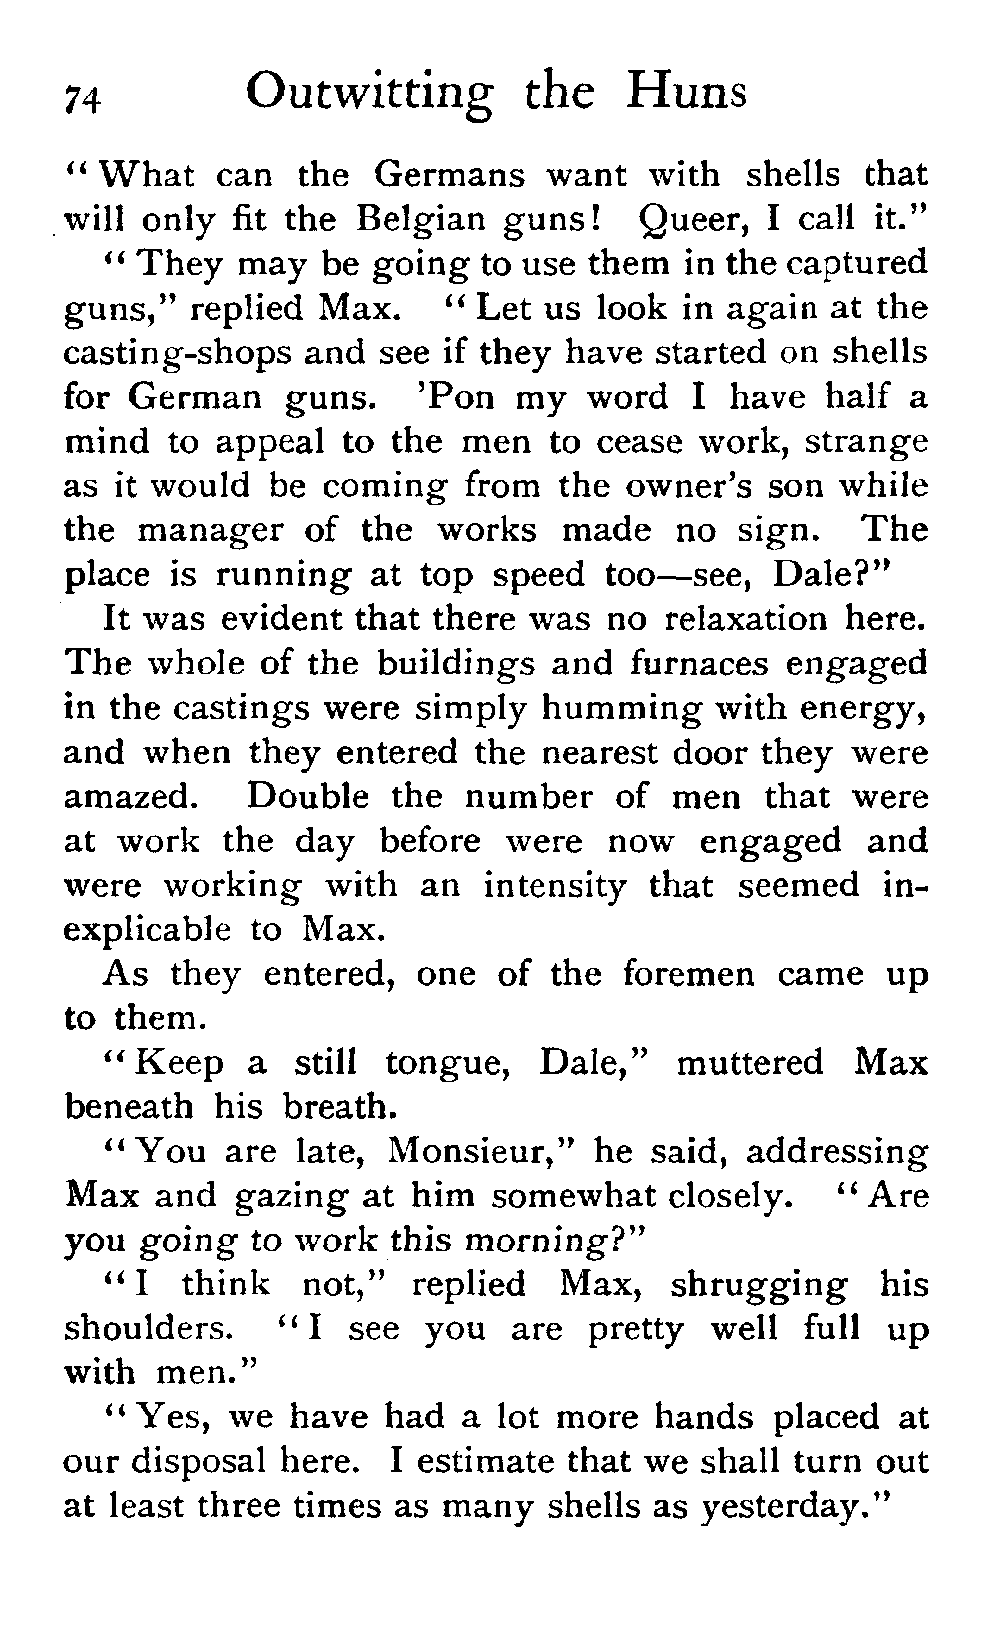 74 Outwitting the Huns
“ What can the Germans want with shells that
will only fit the Belgian guns! Queer, I call it.”
“ They may be going to use them in the captured
guns,” replied Max. “ Let us look in again at the
casting-shops and see if they have started on shells
for German guns. ’Pon my word I have half a
mind to appeal to the men to cease work, strange
as it would be coming from the owner’s son while
the manager of the works made no sign. The
place is running at top speed too—see, Dale?”
It was evident that there was no relaxation here.
The whole of the buildings and furnaces engaged
in the castings were simply humming with energy,
and when they entered the nearest door they were
amazed. Double the number of men that were
at work the day before were now engaged and
were working with an intensity that seemed in-
explicable to Max.
As they entered, one of the foremen came up
to them.
“ Keep a still tongue, Dale,” muttered Max
beneath his breath.
“ You are late, Monsieur,” he said, addressing
Max and gazing at him somewhat closely. “ Are
you going to work this morning?”
“ I think not,” replied Max, shrugging his
shoulders. “ I see you are pretty well full up
with men.”
“ Yes, we have had a lot more hands placed at
our disposal here. I estimate that we shall turn out
at least three times as many shells as yesterday.”